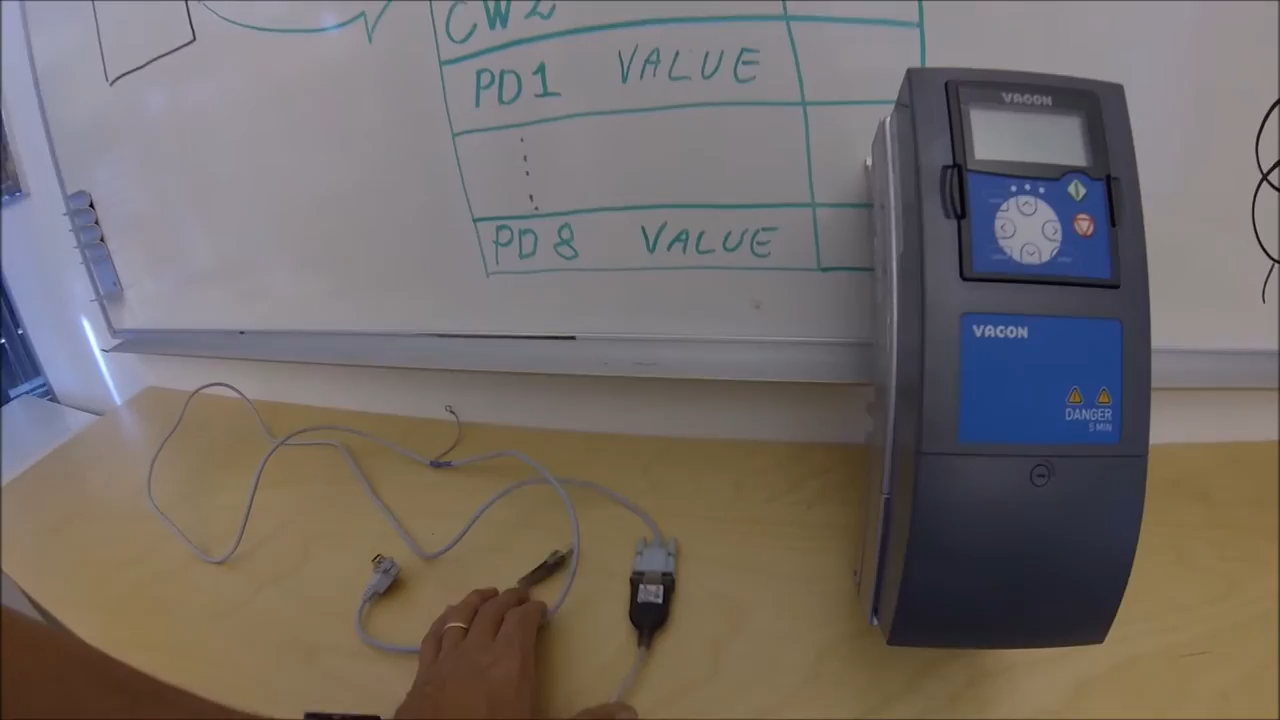 CW2
PD1 VALUE
PD8 VALUE
VACON
VACON
DANGER
5 MIN